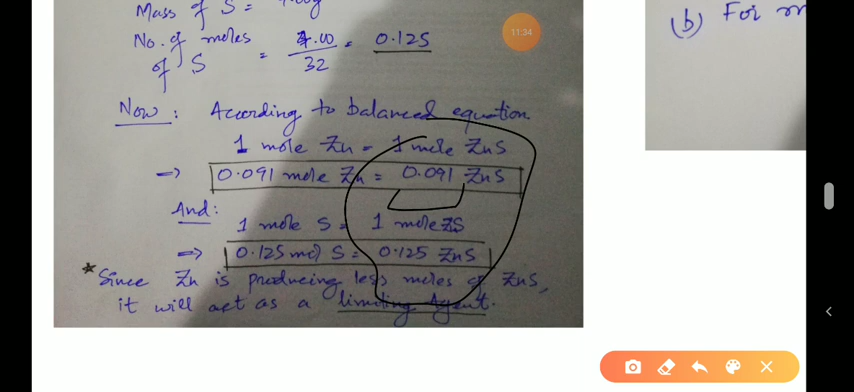 Mass of S =
(b) For
No. of moles of S = 4.00/32 = 0.125
11:34
Now: According to balanced equation
1 mole Zn = 1 mole ZnS
=> 0.091 mole Zn = 0.091 ZnS
And:
1 mole S = 1 mole ZS
=> 0.125 mol S = 0.125 ZnS
* Since Zn is producing less moles of ZnS,
it will act as a limiting Agent.